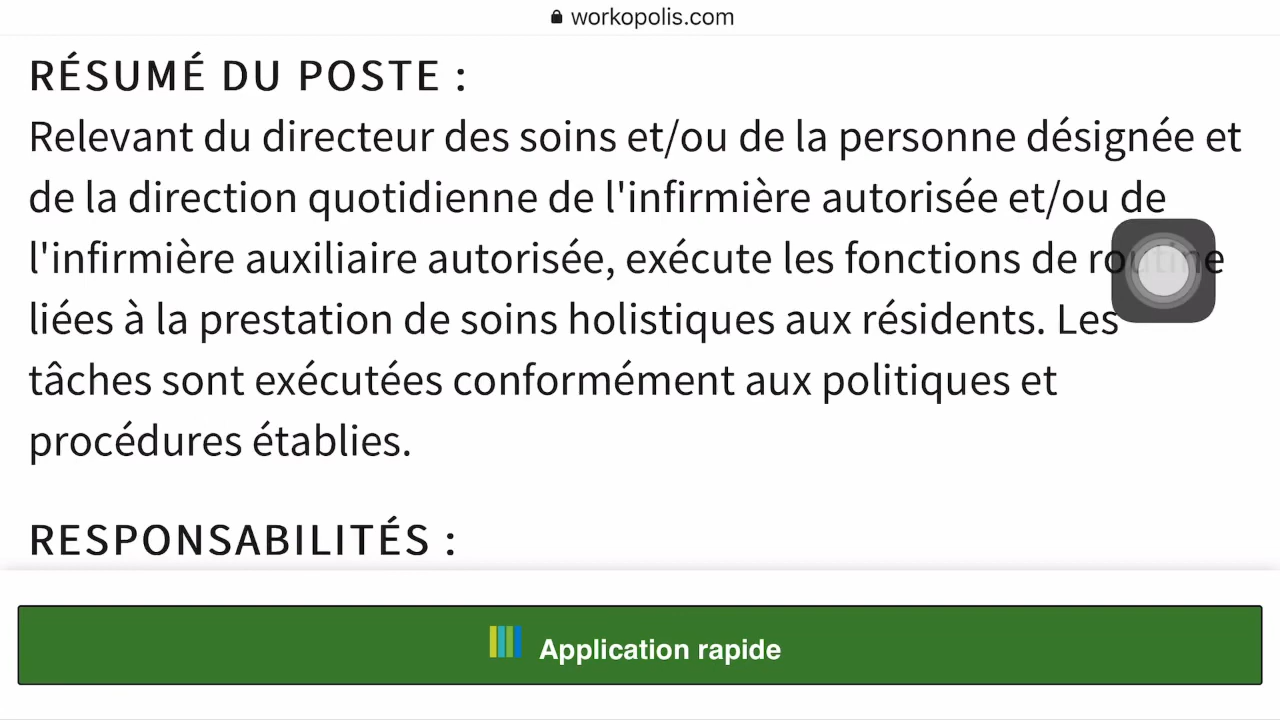 workopolis.com
RÉSUMÉ DU POSTE :
Relevant du directeur des soins et/ou de la personne désignée et
de la direction quotidienne de l'infirmière autorisée et/ou de
l'infirmière auxiliaire autorisée, exécute les fonctions de routine
liées à la prestation de soins holistiques aux résidents. Les
tâches sont exécutées conformément aux politiques et
procédures établies.
RESPONSABILITÉS :
Application rapide